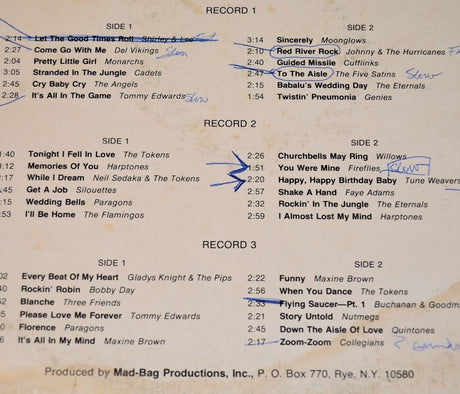 RECORD 1
SIDE 1
2:14 Let The Good Times Roll Shirley & Lee
2:27 Come Go With Me Del Vikings Slow
2:04 Pretty Little Girl Monarchs
3:05 Stranded In The Jungle Cadets
2:45 Cry Baby Cry The Angels
2:28 It's All In The Game Tommy Edwards Slow
SIDE 2
3:14 Sincerely Moonglows
2:10 Red River Rock Johnny & The Hurricanes
2:40 Guided Missile Cufflinks
2:47 To The Aisle The Five Satins Slow
2:15 Babalu's Wedding Day The Eternals
1:54 Twistin' Pneumonia Genies
RECORD 2
SIDE 1
:40 Tonight I Fell In Love The Tokens
3:12 Memories Of You Harptones
2:17 While I Dream Neil Sedaka & The Tokens
:45 Get A Job Silouettes
:15 Wedding Bells Paragons
:53 I'll Be Home The Flamingos
SIDE 2
2:26 Churchbells May Ring Willows
1:51 You Were Mine Fireflies Slow
2:20 Happy, Happy Birthday Baby Tune Weavers
2:57 Shake A Hand Faye Adams
2:32 Rockin' In The Jungle The Eternals
2:59 I Almost Lost My Mind Harptones
RECORD 3
SIDE 1
:02 Every Beat Of My Heart Gladys Knight & The Pips
Rockin' Robin Bobby Day
Blanche Three Friends
:05 Please Love Me Forever Tommy Edwards
Florence Paragons
It's All In My Mind Maxine Brown
SIDE 2
2:22 Funny Maxine Brown
2:56 When You Dance The Tokens
2:33 Flying Saucer—Pt. 1 Buchanan & Goodm
2:21 Story Untold Nutmegs
2:45 Down The Aisle Of Love Quintones
2:17 Zoom-Zoom Collegians ?
Produced by Mad-Bag Productions, Inc., P. O. Box 770, Rye, N.Y. 10580